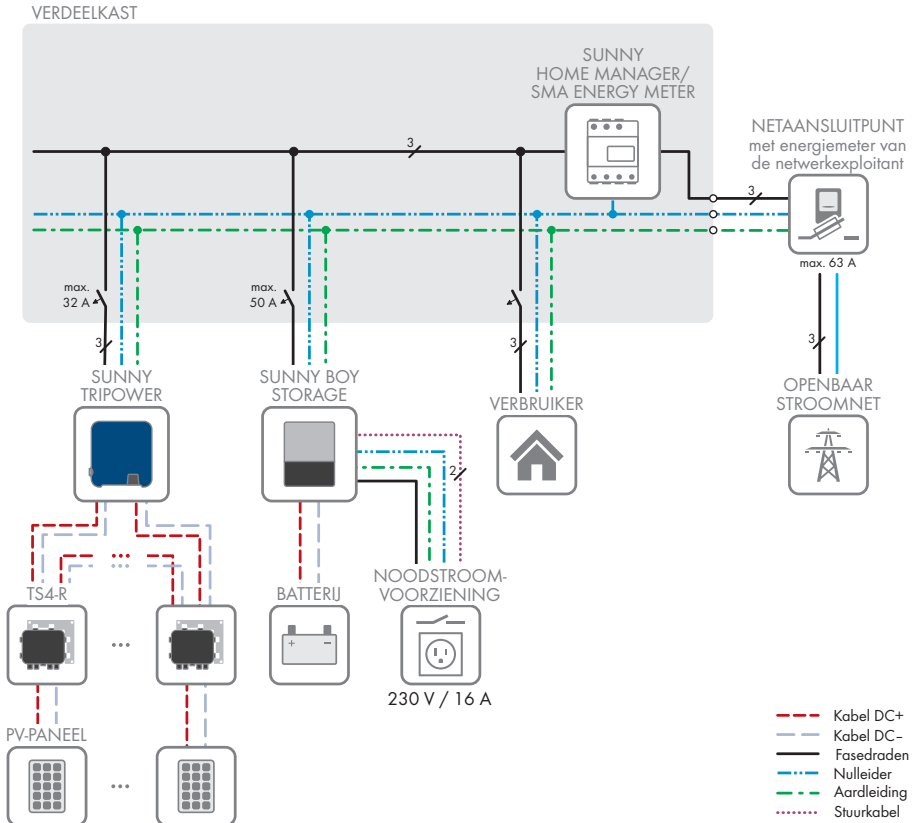 VERDEELKAST
SUNNY
HOME MANAGER/
SMA ENERGY METER
NETAANSLUITPUNT
met energiemeter van
de netwerkexploitant
3
3
max.
32 A
max.
50 A
max. 63 A
3
3
3
SUNNY
TRIPOWER
SUNNY BOY
STORAGE
VERBRUIKER
OPENBAAR
STROOMNET
2
TS4-R
BATTERIJ
NOODSTROOM-
VOORZIENING
230 V / 16 A
PV-PANEEL
Kabel DC+
Kabel DC–
Fasedraden
Nulleider
Aardleiding
Stuurkabel